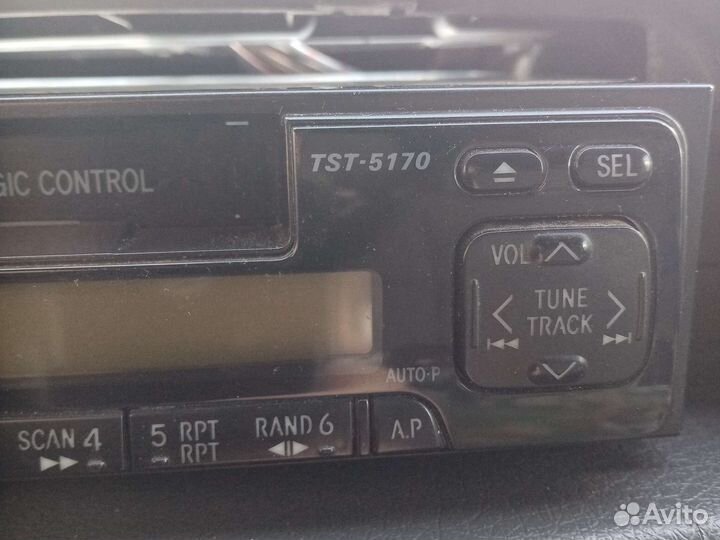 TST-5170
SEL
GIC CONTROL
VOL
TUNE
TRACK
AUTO·P
SCAN 4
5 RPT
RPT
RAND 6
A.P
Avito